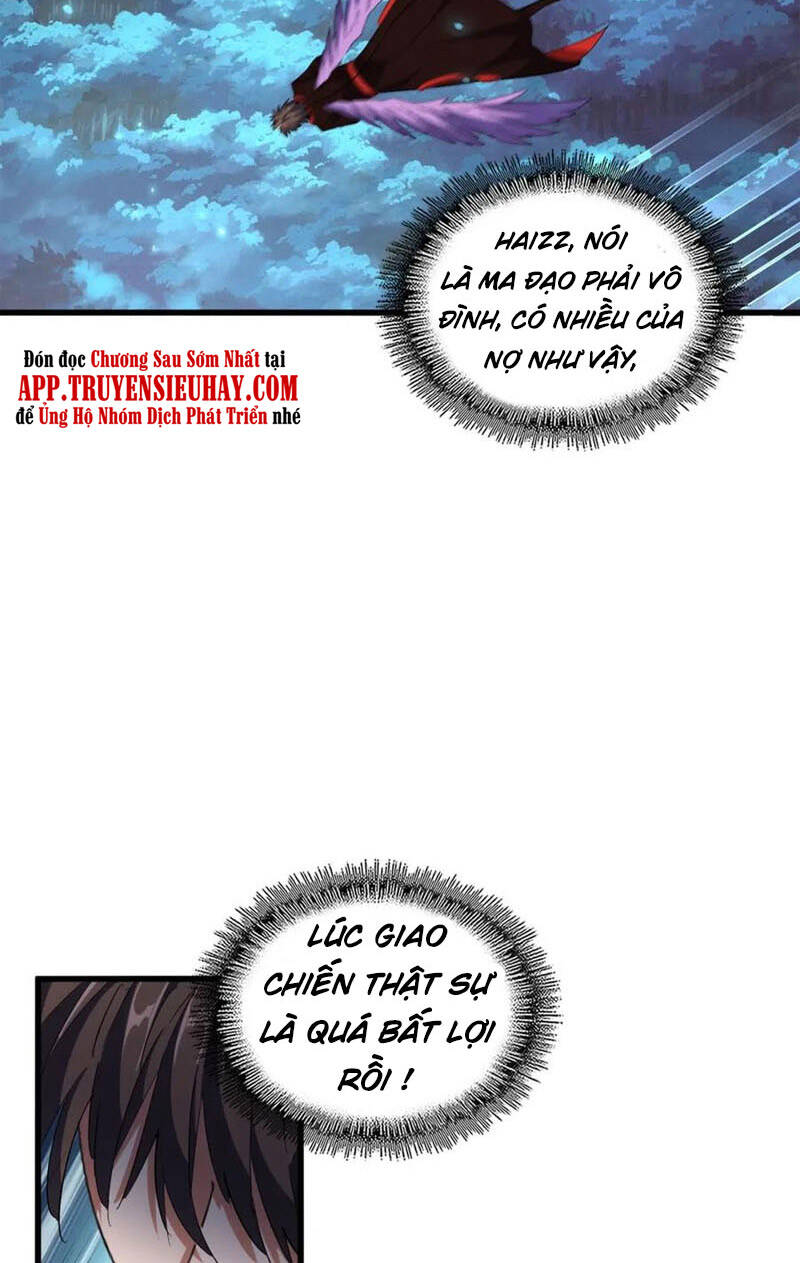 HAIZZ, NÓI
LÀ MA ĐẠO PHẢI VÔ
ĐÌNH, CÓ NHIỀU CỦA
NỢ NHƯ VẬY,
Đón đọc Chương Sau Sớm Nhất tại
APP.TRUYENSIEUHAY.COM
để Ủng Hộ Nhóm Dịch Phát Triển nhé
LÚC GIAO
CHIẾN THẬT SỰ
LÀ QUÁ BẤT LỢI
RỒI !